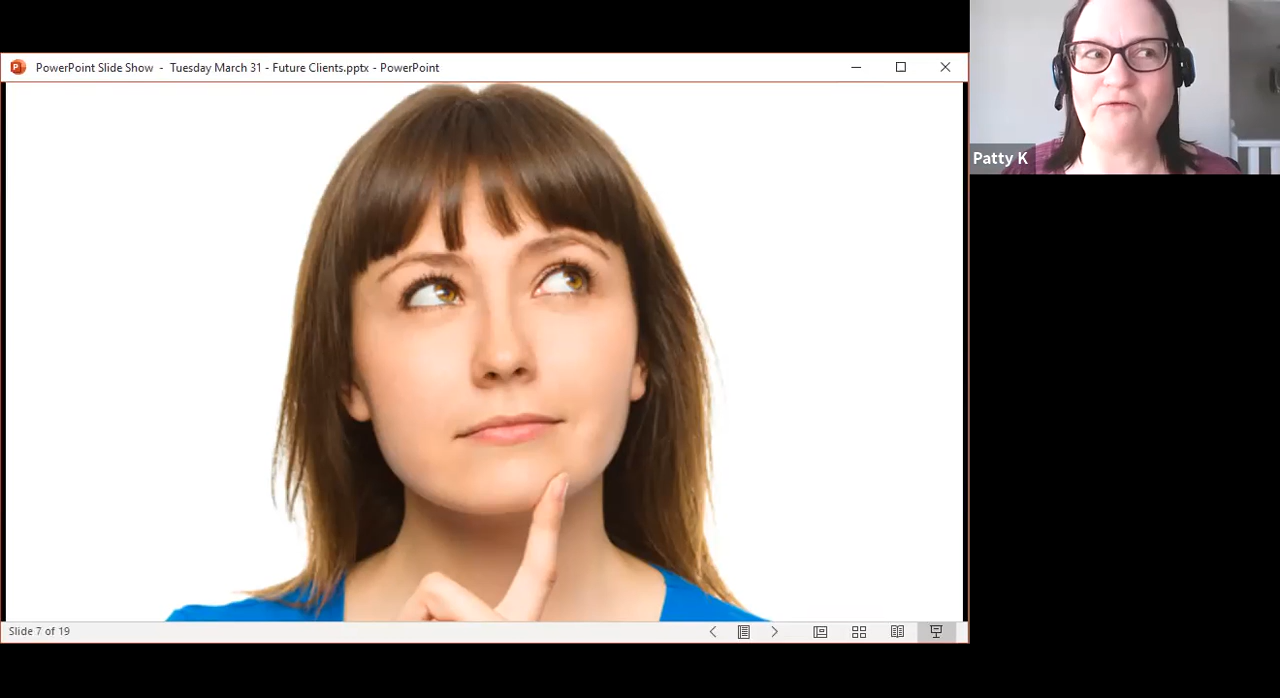 PowerPoint Slide Show - Tuesday March 31 - Future Clients.pptx - PowerPoint
Patty K
Slide 7 of 19